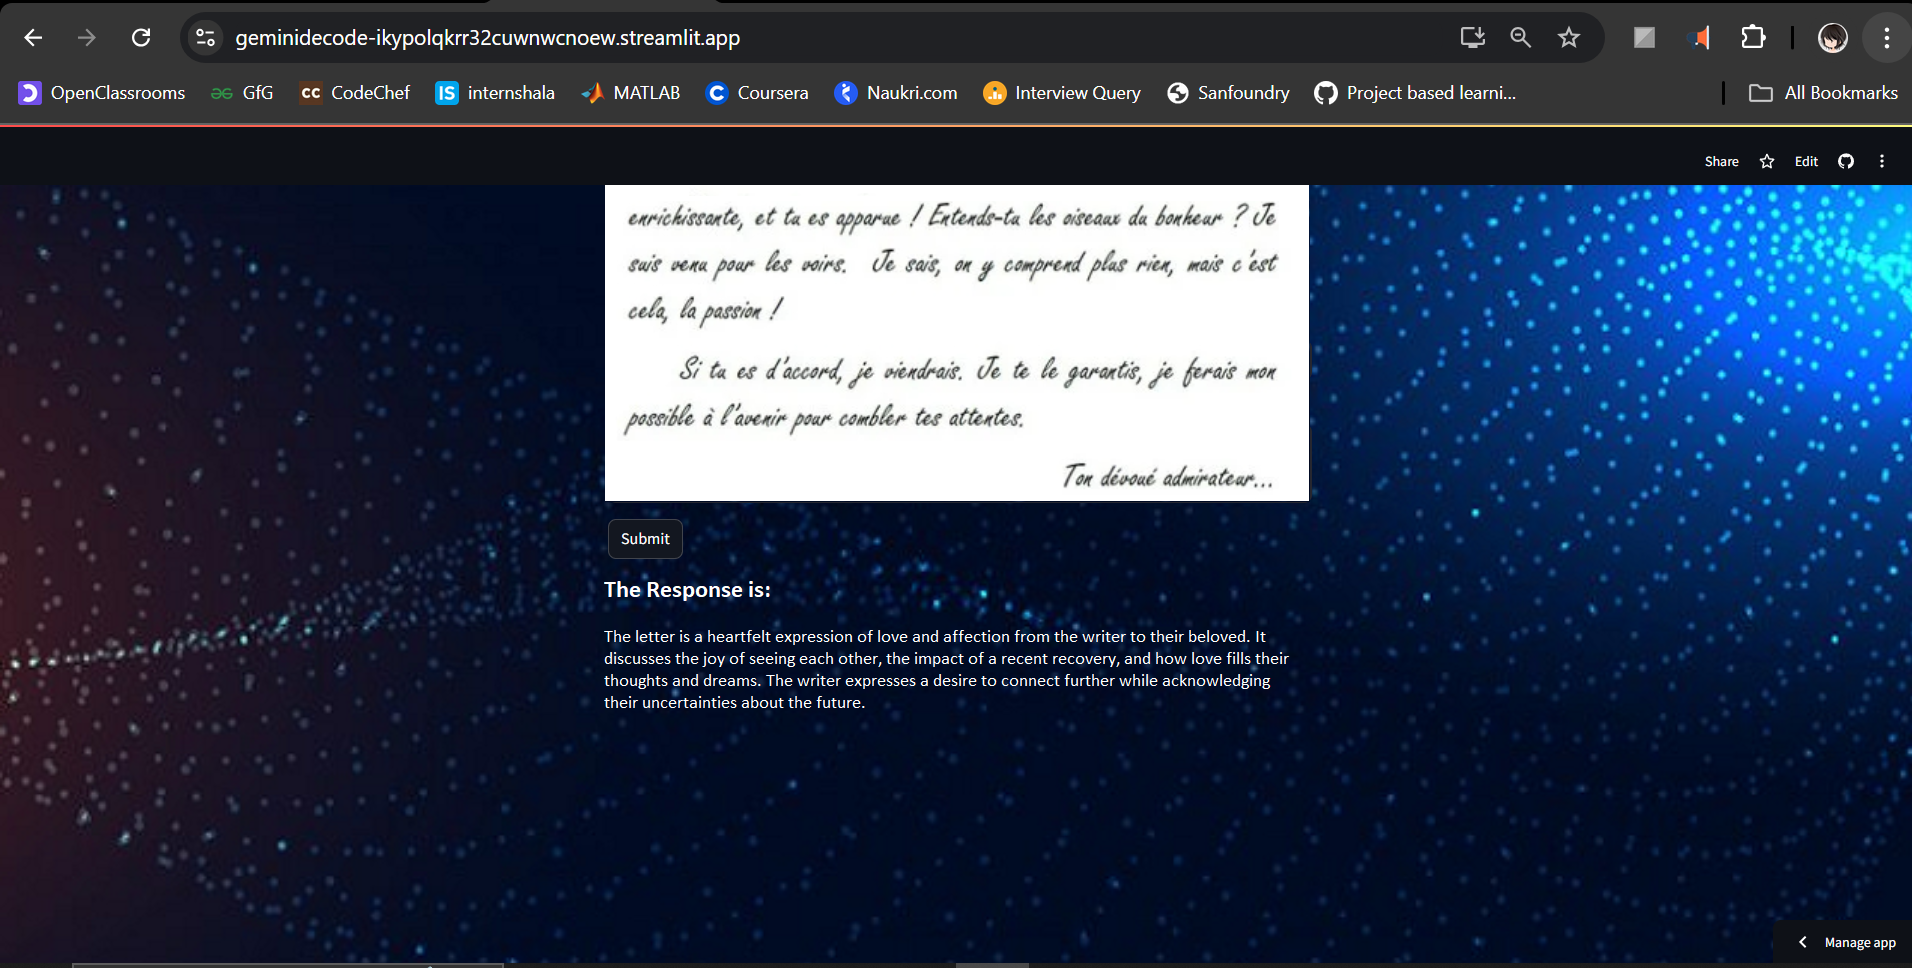 geminidecode-ikypolqkrr32cuwnwcnoew.streamlit.app
OpenClassrooms GfG CC CodeChef IS internshala MATLAB Coursera Naukri.com Interview Query Sanfoundry Project based learni... All Bookmarks
Share Edit
enrichissante, et tu es apparue ! Entends-tu les oiseaux du bonheur ? Je
suis venu pour les voirs. Je sais, on y comprend plus rien, mais c'est
cela, la passion !
Si tu es d'accord, je viendrais. Je te le garantis, je ferais mon
possible à l'avenir pour combler tes attentes.
Ton dévoué admirateur...
Submit
The Response is:
The letter is a heartfelt expression of love and affection from the writer to their beloved. It
discusses the joy of seeing each other, the impact of a recent recovery, and how love fills their
thoughts and dreams. The writer expresses a desire to connect further while acknowledging
their uncertainties about the future.
Manage app